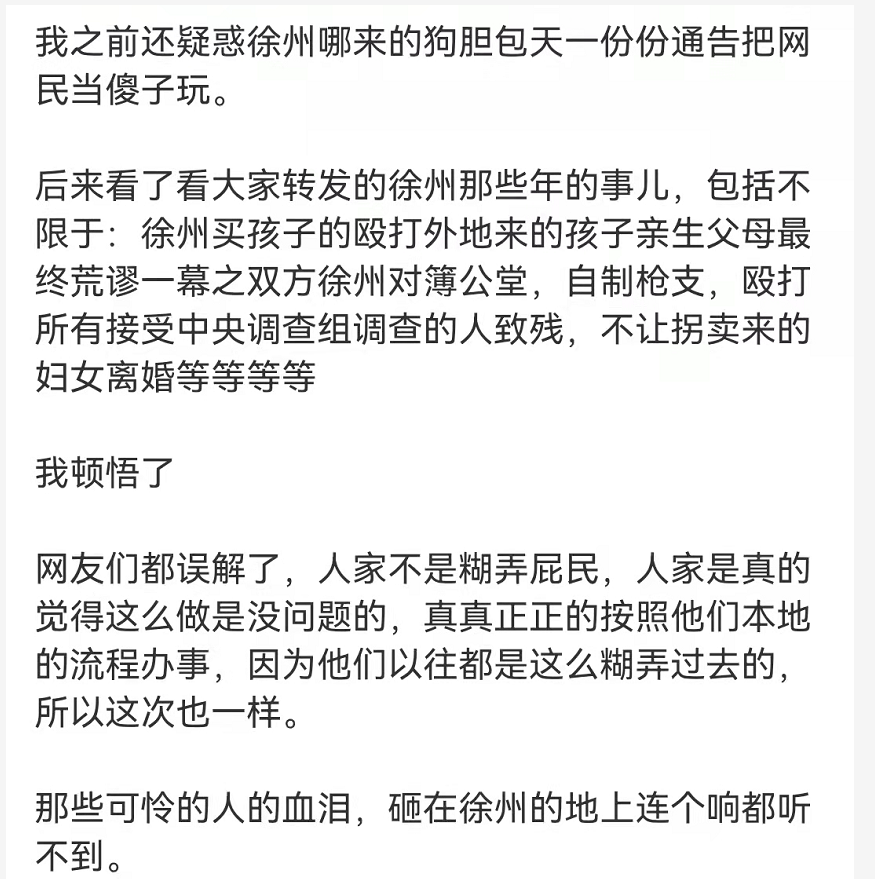 我之前还疑惑徐州哪来的狗胆包天一份份通告把网
民当傻子玩。
后来看了看大家转发的徐州那些年的事儿，包括不
限于：徐州买孩子的殴打外地来的孩子亲生父母最
终荒谬一幕之双方徐州对簿公堂，自制枪支，殴打
所有接受中央调查组调查的人致残，不让拐卖来的
妇女离婚等等等等
我顿悟了
网友们都误解了，人家不是糊弄屁民，人家是真的
觉得这么做是没问题的，真真正正的按照他们本地
的流程办事，因为他们以往都是这么糊弄过去的，
所以这次也一样。
那些可怜的人的血泪，砸在徐州的地上连个响都听
不到。